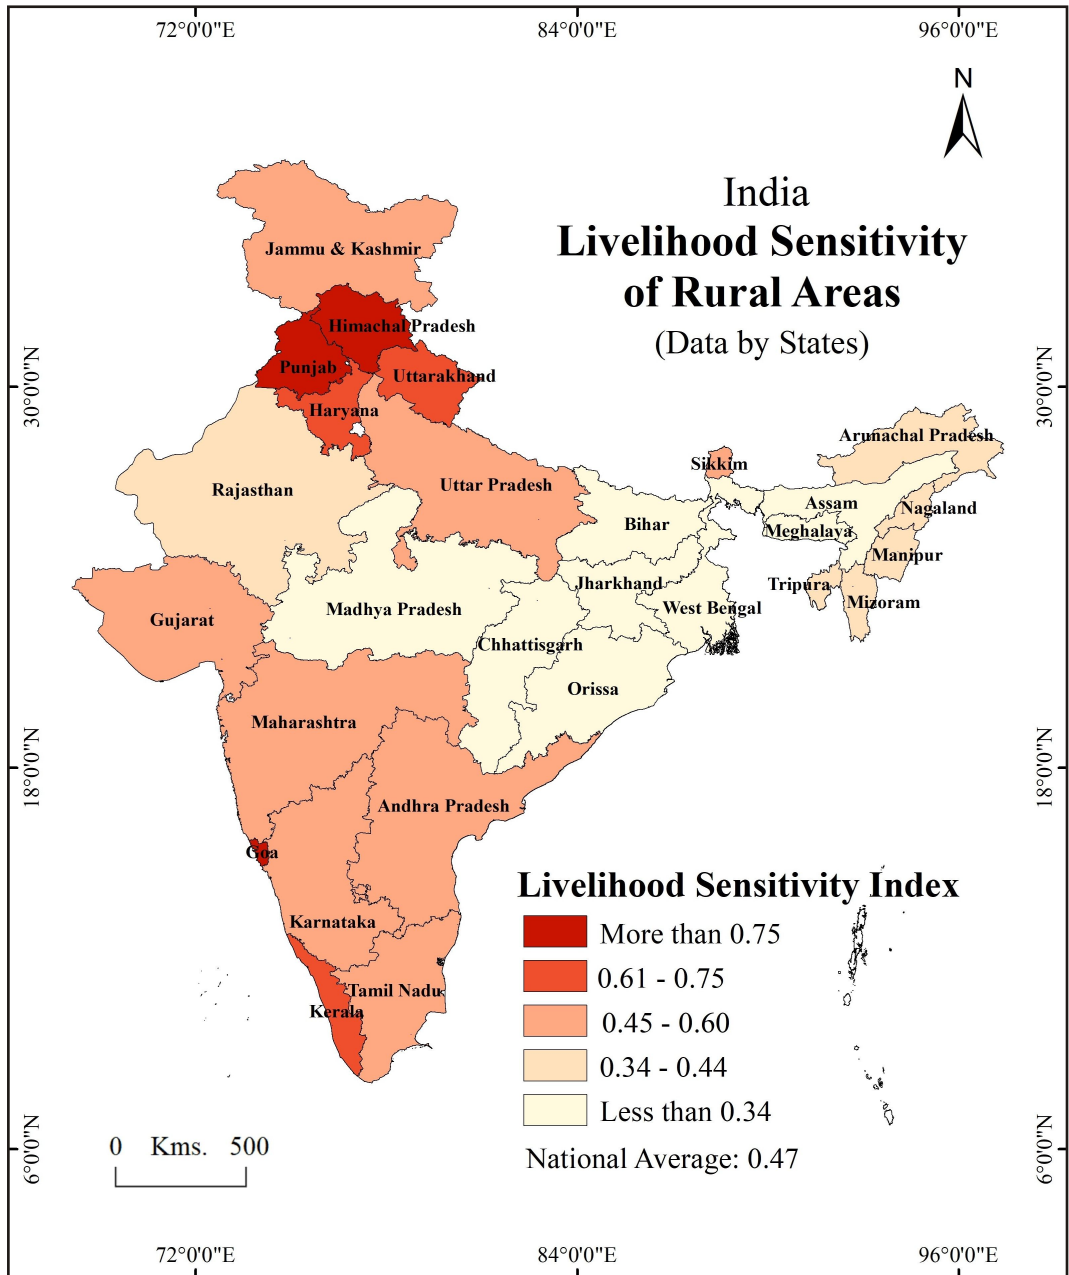 72°0'0"E
84°0'0"E
96°0'0"E
N
India
Livelihood Sensitivity
of Rural Areas
(Data by States)
Jammu & Kashmir
Himachal Pradesh
Punjab
Uttarakhand
30°0'0"N
30°0'0"N
Haryana
Arunachal Pradesh
Sikkim
Rajasthan
Uttar Pradesh
Assam
Nagaland
Bihar
Meghalaya
Manipur
Jharkhand
Tripura
Mizoram
Madhya Pradesh
West Bengal
Gujarat
Chhattisgarh
Orissa
Maharashtra
18°0'0"N
18°0'0"N
Andhra Pradesh
Goa
Karnataka
Tamil Nadu
Kerala
Livelihood Sensitivity Index
More than 0.75
0.61 - 0.75
0.45 - 0.60
0.34 - 0.44
Less than 0.34
National Average: 0.47
0 Kms. 500
6°0'0"N
6°0'0"N
72°0'0"E
84°0'0"E
96°0'0"E